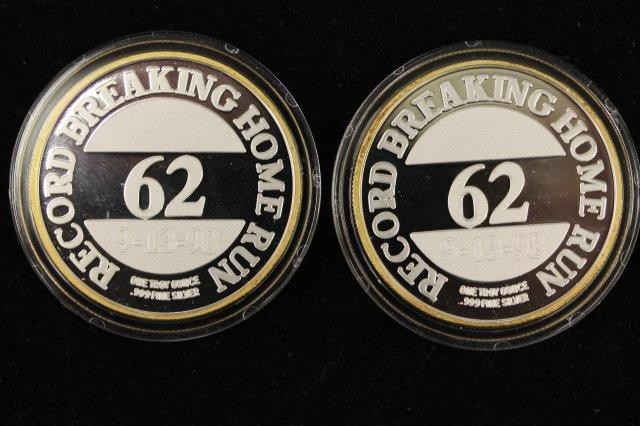 RECORD BREAKING HOME RUN
62
9-13-98
ONE TROY OUNCE
.999 FINE SILVER
RECORD BREAKING HOME RUN
62
9-13-98
ONE TROY OUNCE
.999 FINE SILVER